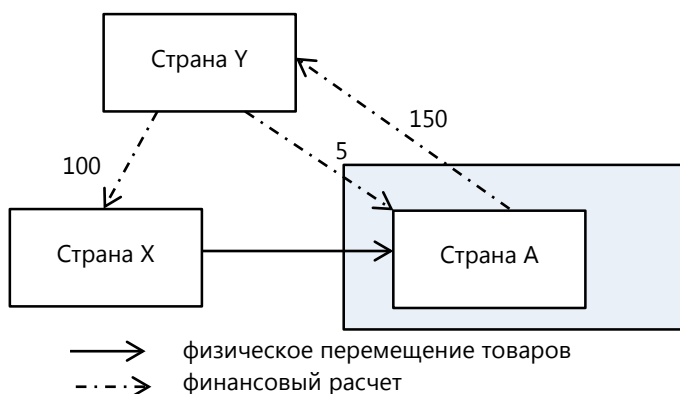 Страна Y
150
5
100
Страна X
Страна A
физическое перемещение товаров
финансовый расчет